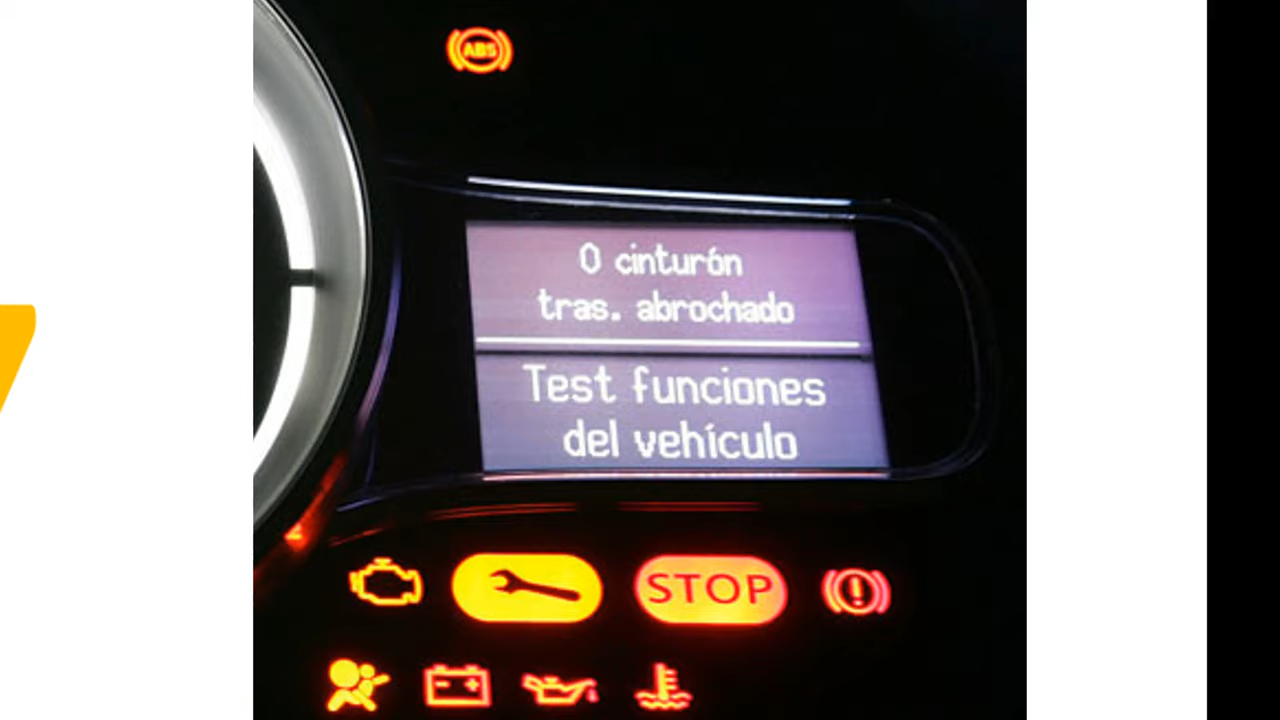 ABS
0 cinturón
tras. abrochado
Test funciones
del vehículo
STOP